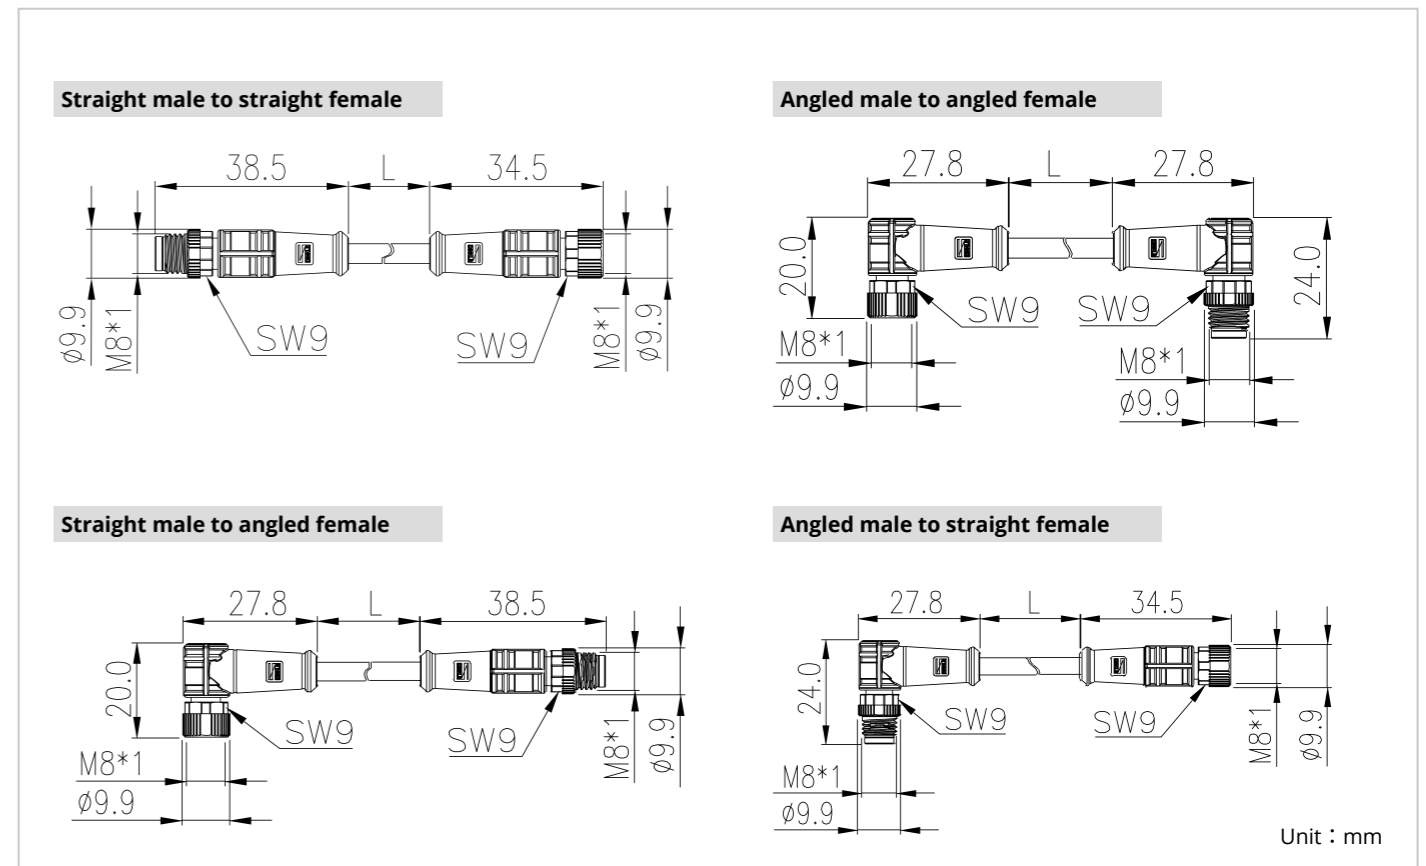 Straight male to straight female
38.5 L 34.5
ø9.9 M8*1 SW9 SW9 M8*1 ø9.9
Angled male to angled female
27.8 L 27.8
20.0 SW9 SW9 24.0
M8*1 M8*1
ø9.9 ø9.9
Straight male to angled female
27.8 L 38.5
20.0 SW9 SW9 M8*1 ø9.9
M8*1
ø9.9
Angled male to straight female
27.8 L 34.5
24.0 SW9 SW9 M8*1 ø9.9
M8*1
ø9.9
Unit：mm